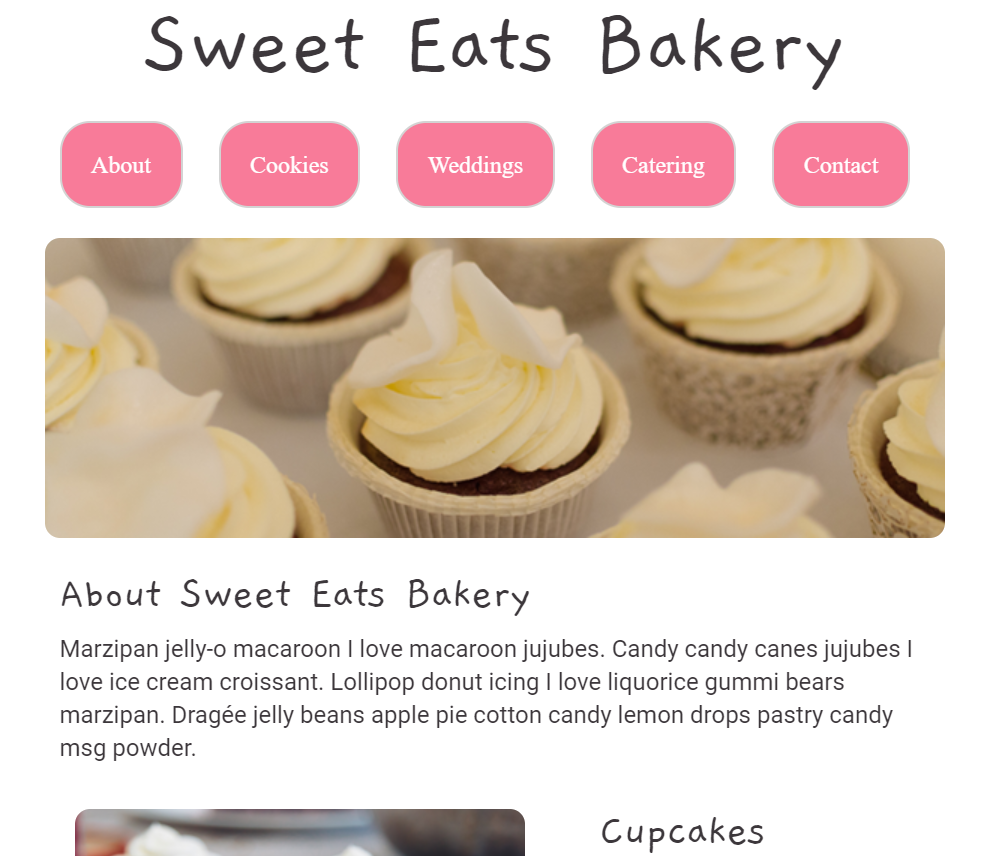 Sweet Eats Bakery
About Cookies Weddings Catering Contact
About Sweet Eats Bakery
Marzipan jelly-o macaroon I love macaroon jujubes. Candy candy canes jujubes I
love ice cream croissant. Lollipop donut icing I love liquorice gummi bears
marzipan. Dragée jelly beans apple pie cotton candy lemon drops pastry candy
msg powder.
Cupcakes